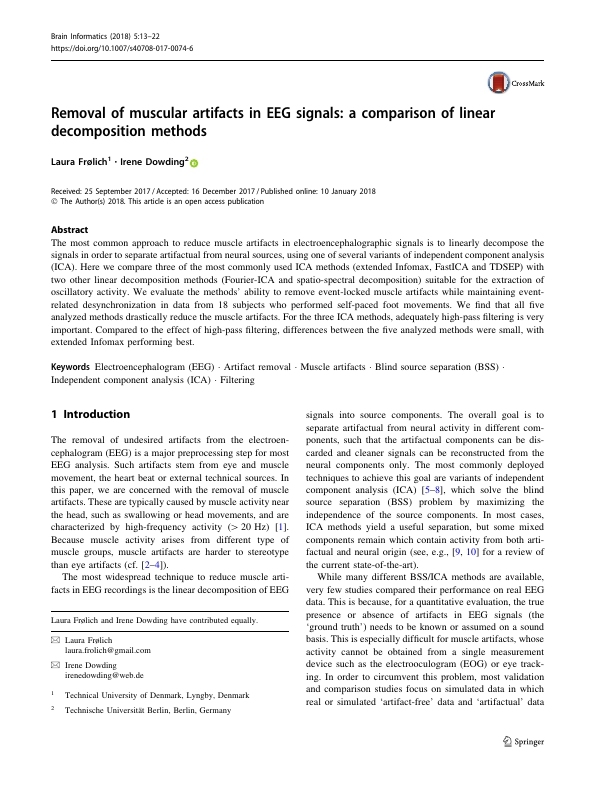 Brain Informatics (2018) 5:13–22
https://doi.org/10.1007/s40708-017-0074-6
CrossMark
Removal of muscular artifacts in EEG signals: a comparison of linear
decomposition methods
Laura Frølich1 · Irene Dowding2
Received: 25 September 2017 / Accepted: 16 December 2017 / Published online: 10 January 2018
© The Author(s) 2018. This article is an open access publication
Abstract
The most common approach to reduce muscle artifacts in electroencephalographic signals is to linearly decompose the
signals in order to separate artifactual from neural sources, using one of several variants of independent component analysis
(ICA). Here we compare three of the most commonly used ICA methods (extended Infomax, FastICA and TDSEP) with
two other linear decomposition methods (Fourier-ICA and spatio-spectral decomposition) suitable for the extraction of
oscillatory activity. We evaluate the methods' ability to remove event-locked muscle artifacts while maintaining event-
related desynchronization in data from 18 subjects who performed self-paced foot movements. We find that all five
analyzed methods drastically reduce the muscle artifacts. For the three ICA methods, adequately high-pass filtering is very
important. Compared to the effect of high-pass filtering, differences between the five analyzed methods were small, with
extended Infomax performing best.
Keywords Electroencephalogram (EEG) · Artifact removal · Muscle artifacts · Blind source separation (BSS) ·
Independent component analysis (ICA) · Filtering
1 Introduction
The removal of undesired artifacts from the electroen-
cephalogram (EEG) is a major preprocessing step for most
EEG analysis. Such artifacts stem from eye and muscle
movement, the heart beat or external technical sources. In
this paper, we are concerned with the removal of muscle
artifacts. These are typically caused by muscle activity near
the head, such as swallowing or head movements, and are
characterized by high-frequency activity (> 20 Hz) [1].
Because muscle activity arises from different type of
muscle groups, muscle artifacts are harder to stereotype
than eye artifacts (cf. [2–4]).
The most widespread technique to reduce muscle arti-
facts in EEG recordings is the linear decomposition of EEG
Laura Frølich and Irene Dowding have contributed equally.
Laura Frølich
laura.frolich@gmail.com
Irene Dowding
irenedowding@web.de
1 Technical University of Denmark, Lyngby, Denmark
2 Technische Universität Berlin, Berlin, Germany
signals into source components. The overall goal is to
separate artifactual from neural activity in different com-
ponents, such that the artifactual components can be dis-
carded and cleaner signals can be reconstructed from the
neural components only. The most commonly deployed
techniques to achieve this goal are variants of independent
component analysis (ICA) [5–8], which solve the blind
source separation (BSS) problem by maximizing the
independence of the source components. In most cases,
ICA methods yield a useful separation, but some mixed
components remain which contain activity from both arti-
factual and neural origin (see, e.g., [9, 10] for a review of
the current state-of-the-art).
While many different BSS/ICA methods are available,
very few studies compared their performance on real EEG
data. This is because, for a quantitative evaluation, the true
presence or absence of artifacts in EEG signals (the
'ground truth') needs to be known or assumed on a sound
basis. This is especially difficult for muscle artifacts, whose
activity cannot be obtained from a single measurement
device such as the electrooculogram (EOG) or eye track-
ing. In order to circumvent this problem, most validation
and comparison studies focus on simulated data in which
real or simulated 'artifact-free' data and 'artifactual' data
Springer